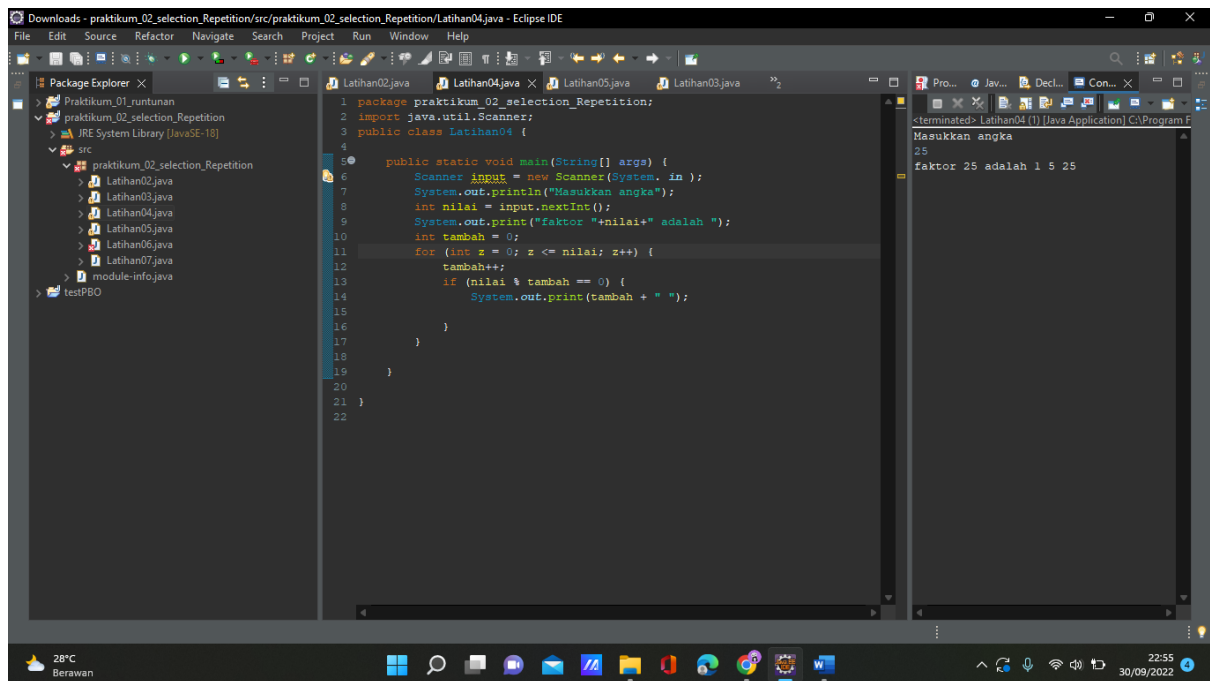 Downloads - praktikum_02_selection_Repetition/src/praktikum_02_selection_Repetition/Latihan04.java - Eclipse IDE
File Edit Source Refactor Navigate Search Project Run Window Help
Package Explorer
Praktikum_01_runtunan
praktikum_02_selection_Repetition
JRE System Library [JavaSE-18]
src
praktikum_02_selection_Repetition
Latihan02.java
Latihan03.java
Latihan04.java
Latihan05.java
Latihan06.java
Latihan07.java
module-info.java
testPBO
Latihan02.java Latihan04.java Latihan05.java Latihan03.java 2
1 package praktikum_02_selection_Repetition;
2 import java.util.Scanner;
3 public class Latihan04 {
4
5 public static void main(String[] args) {
6 Scanner input = new Scanner(System. in );
7 System.out.println("Masukkan angka");
8 int nilai = input.nextInt();
9 System.out.print("faktor "+nilai+" adalah ");
10 int tambah = 0;
11 for (int z = 0; z <= nilai; z++) {
12 tambah++;
13 if (nilai % tambah == 0) {
14 System.out.print(tambah + " ");
15
16 }
17 }
18
19 }
20
21 }
22
Pro... Jav... Decl... Con...
<terminated> Latihan04 (1) [Java Application] C:\Program F
Masukkan angka
25
faktor 25 adalah 1 5 25
28°C
Berawan
22:55
30/09/2022
4